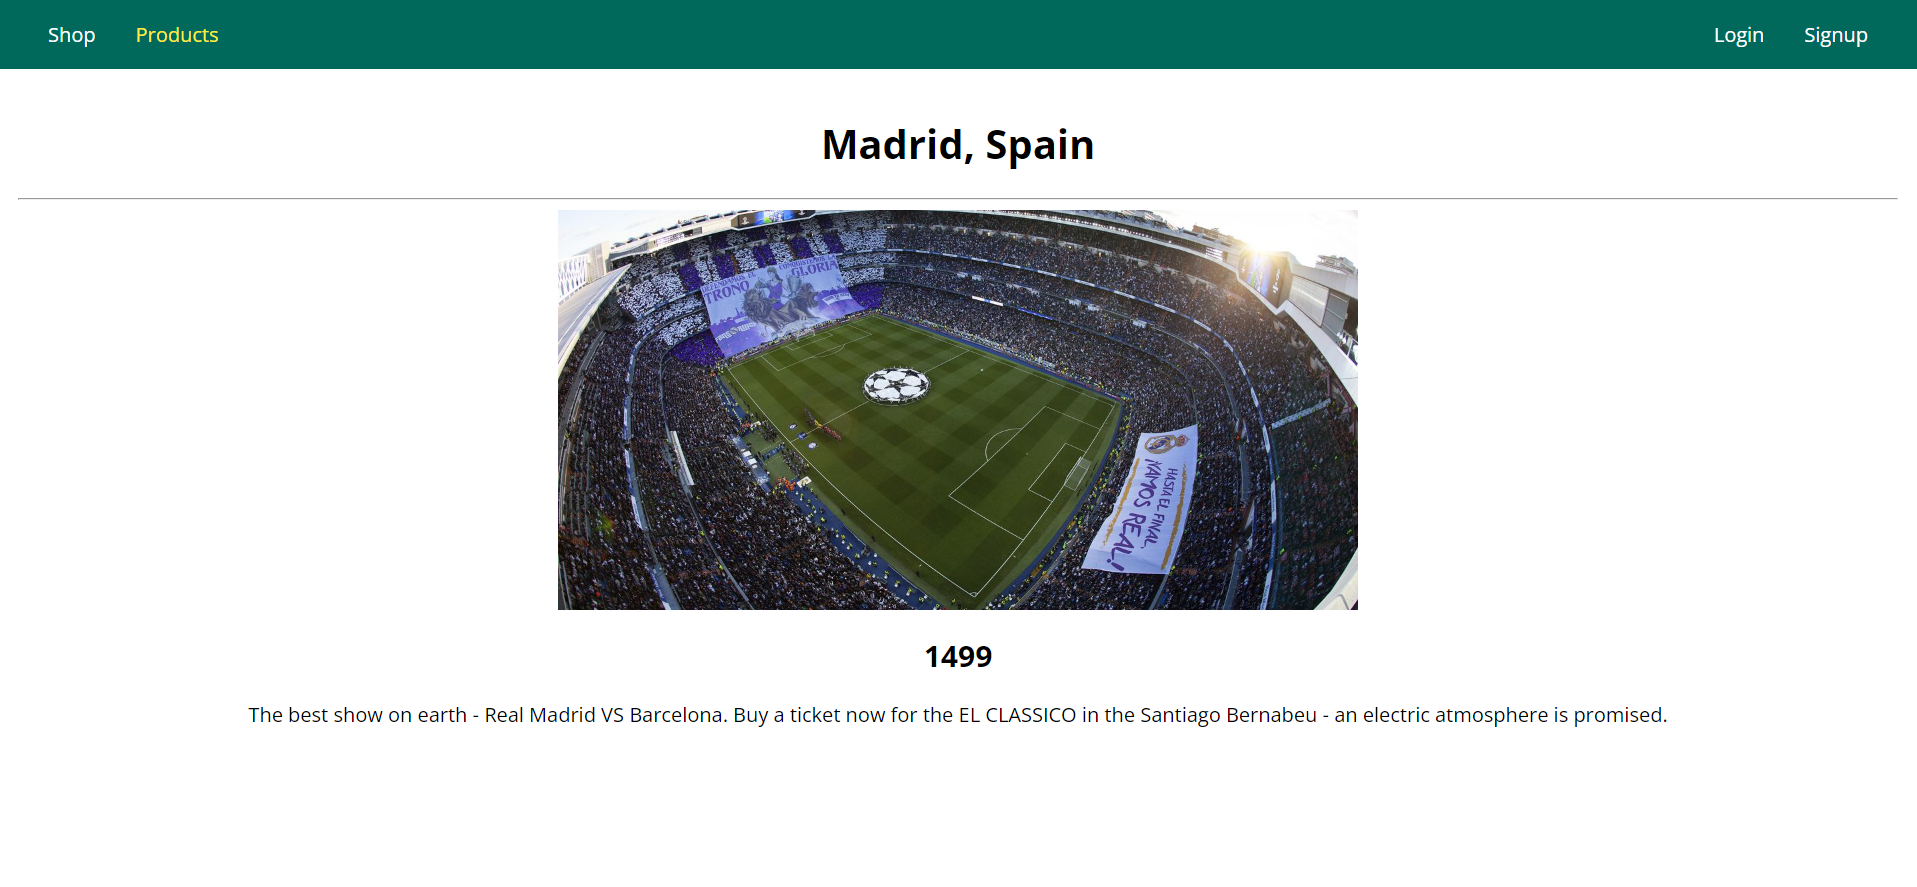 Shop Products Login Signup
Madrid, Spain
TRONO
GLORIA
HASTA EL FINAL,
¡VAMOS REAL!
1499
The best show on earth - Real Madrid VS Barcelona. Buy a ticket now for the EL CLASSICO in the Santiago Bernabeu - an electric atmosphere is promised.